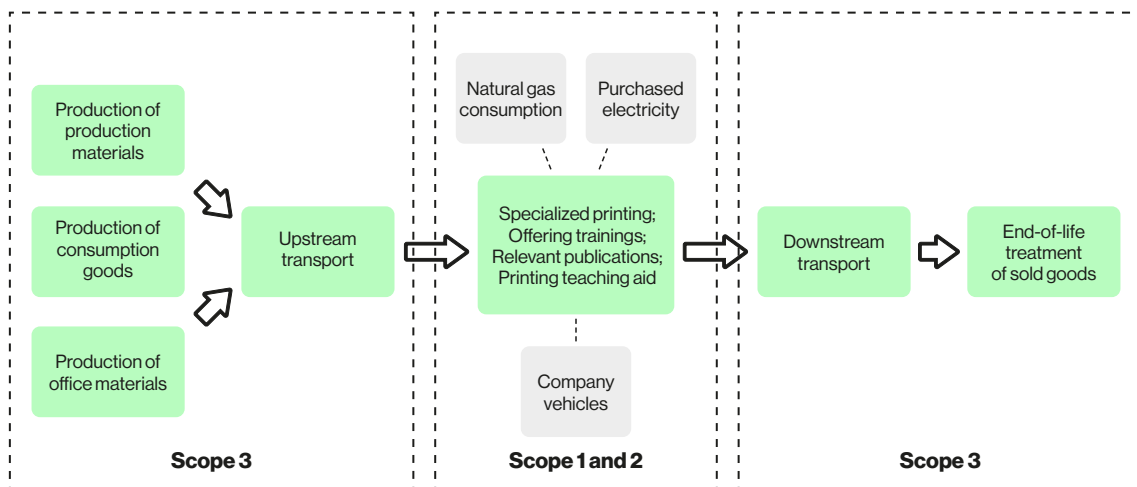 Production of
production
materials
Production of
consumption
goods
Production of
office materials
Upstream
transport
Scope 3
Natural gas
consumption
Purchased
electricity
Specialized printing;
Offering trainings;
Relevant publications;
Printing teaching aid
Company
vehicles
Scope 1 and 2
Downstream
transport
End-of-life
treatment
of sold goods
Scope 3